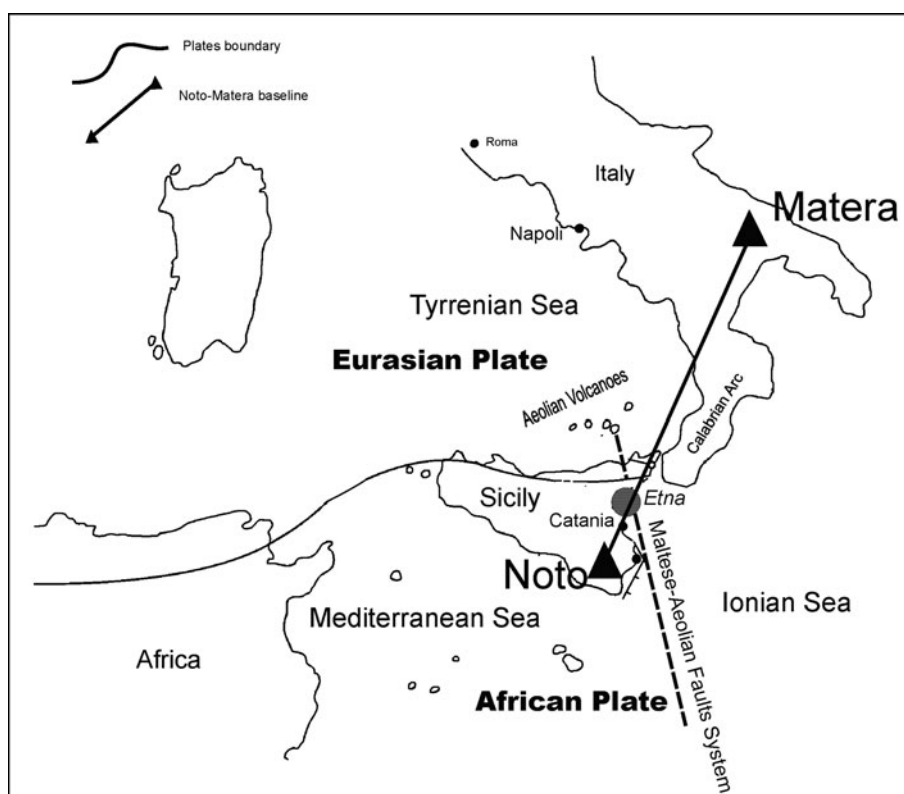 Plates boundary
Noto-Matera baseline
Roma
Italy
Matera
Napoli
Tyrrenian Sea
Eurasian Plate
Aeolian Volcanoes
Calabrian Arc
Sicily
Etna
Catania
Noto
Maltese-Aeolian Faults System
Ionian Sea
Mediterranean Sea
Africa
African Plate